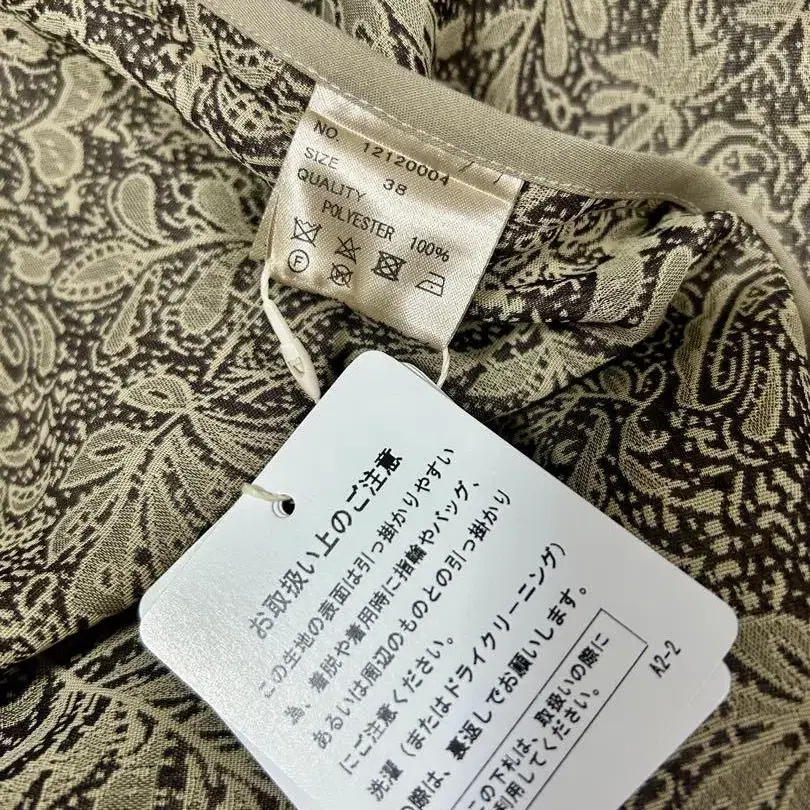 NO. 12120004
SIZE 38
QUALITY
POLYESTER 100%
F
お取扱い上のご注意
この生地の表面は引っ掛かりやすい
為、着脱や着用時に指輪やバッグ、
あるいは周辺のものとの引っ掛かり
にご注意ください。
洗濯(またはドライクリーニング)
の際は、裏返しでお願いします。
この下札は、取扱いの際に
利用してください。
A2-2